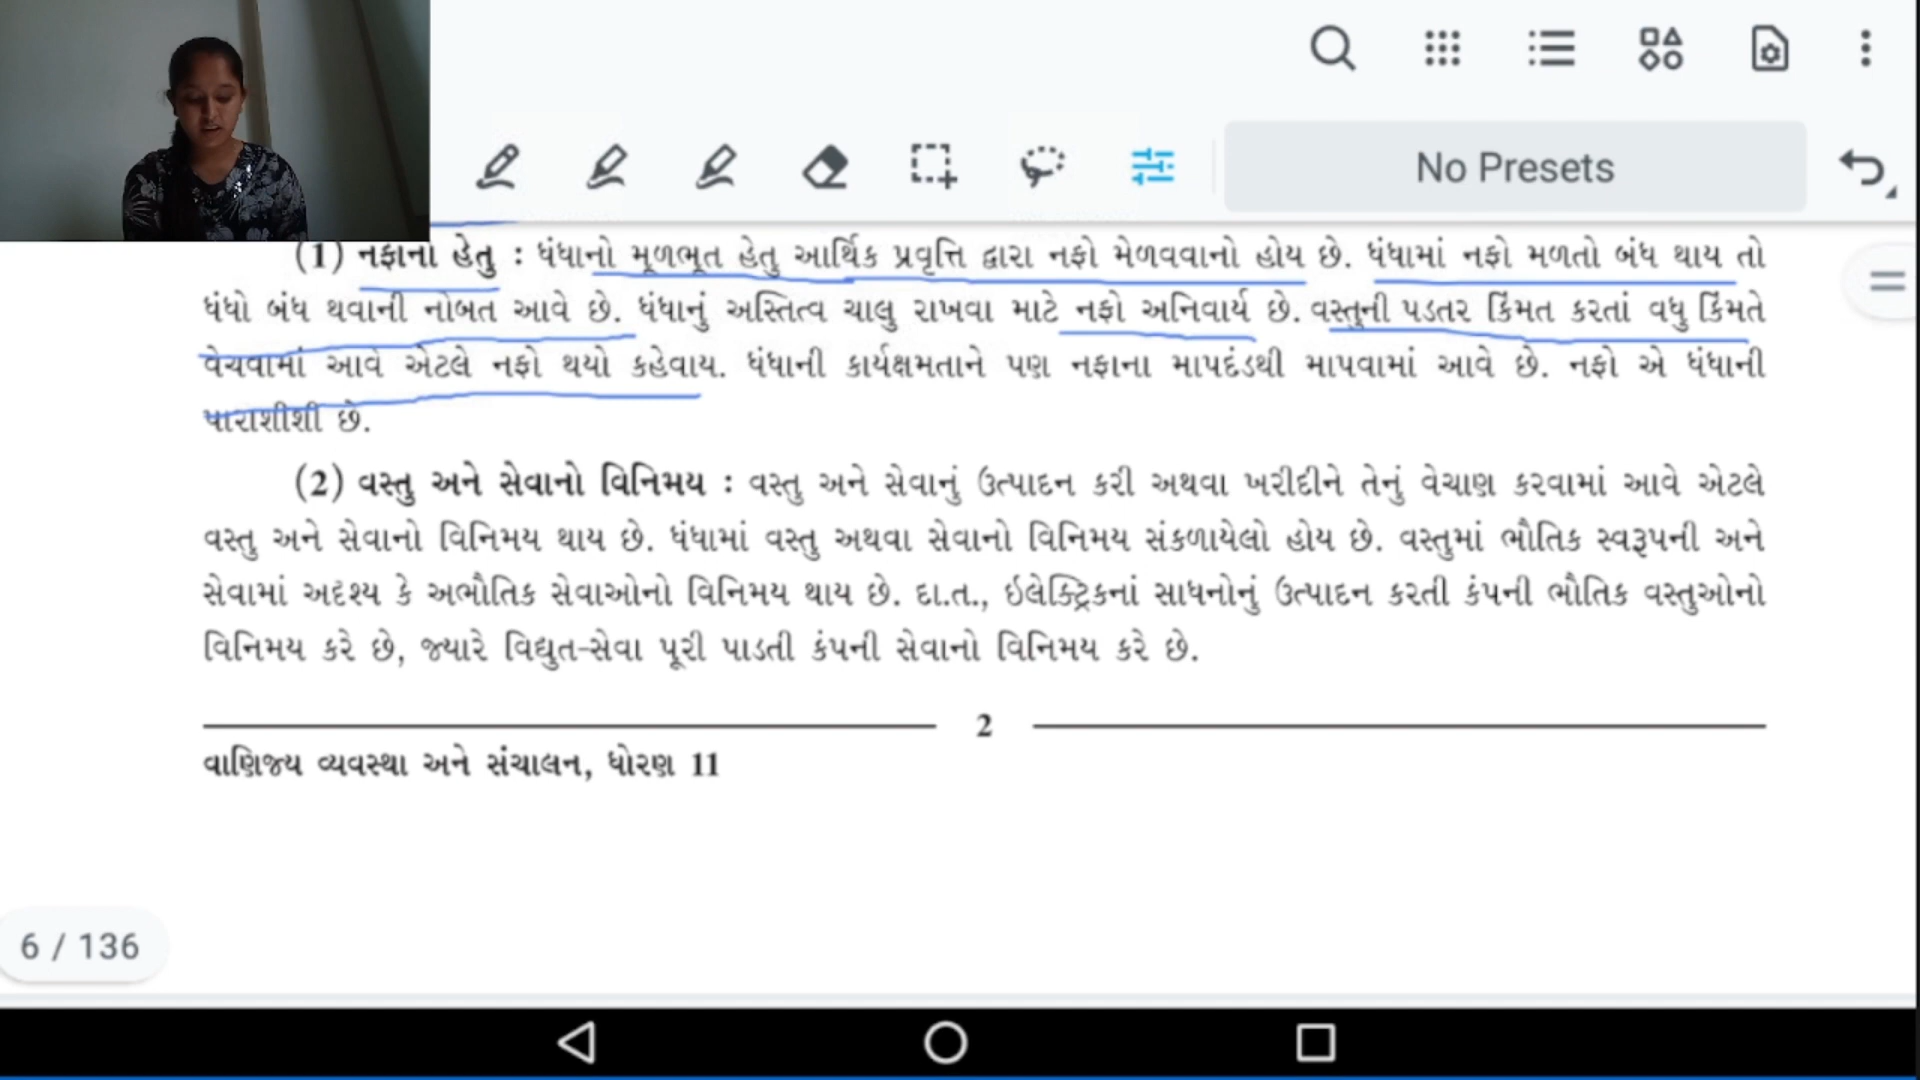 No Presets
(1) નફાનો હેતુ : ધંધાનો મૂળભૂત હેતુ આર્થિક પ્રવૃત્તિ દ્વારા નફો મેળવવાનો હોય છે. ધંધામાં નફો મળતો બંધ થાય તો
ધંધો બંધ થવાની નોબત આવે છે. ધંધાનું અસ્તિત્વ ચાલુ રાખવા માટે નફો અનિવાર્ય છે. વસ્તુની પડતર કિંમત કરતાં વધુ કિંમતે
વેચવામાં આવે એટલે નફો થયો કહેવાય. ધંધાની કાર્યક્ષમતાને પણ નફાના માપદંડથી માપવામાં આવે છે. નફો એ ધંધાની
પારાશીશી છે.
(2) વસ્તુ અને સેવાનો વિનિમય : વસ્તુ અને સેવાનું ઉત્પાદન કરી અથવા ખરીદીને તેનું વેચાણ કરવામાં આવે એટલે
વસ્તુ અને સેવાનો વિનિમય થાય છે. ધંધામાં વસ્તુ અથવા સેવાનો વિનિમય સંકળાયેલો હોય છે. વસ્તુમાં ભૌતિક સ્વરૂપની અને
સેવામાં અદૃશ્ય કે અભૌતિક સેવાઓનો વિનિમય થાય છે. દા.ત., ઇલેક્ટ્રિકનાં સાધનોનું ઉત્પાદન કરતી કંપની ભૌતિક વસ્તુઓનો
વિનિમય કરે છે, જ્યારે વિદ્યુત-સેવા પૂરી પાડતી કંપની સેવાનો વિનિમય કરે છે.
2
વાણિજ્ય વ્યવસ્થા અને સંચાલન, ધોરણ 11
6 / 136